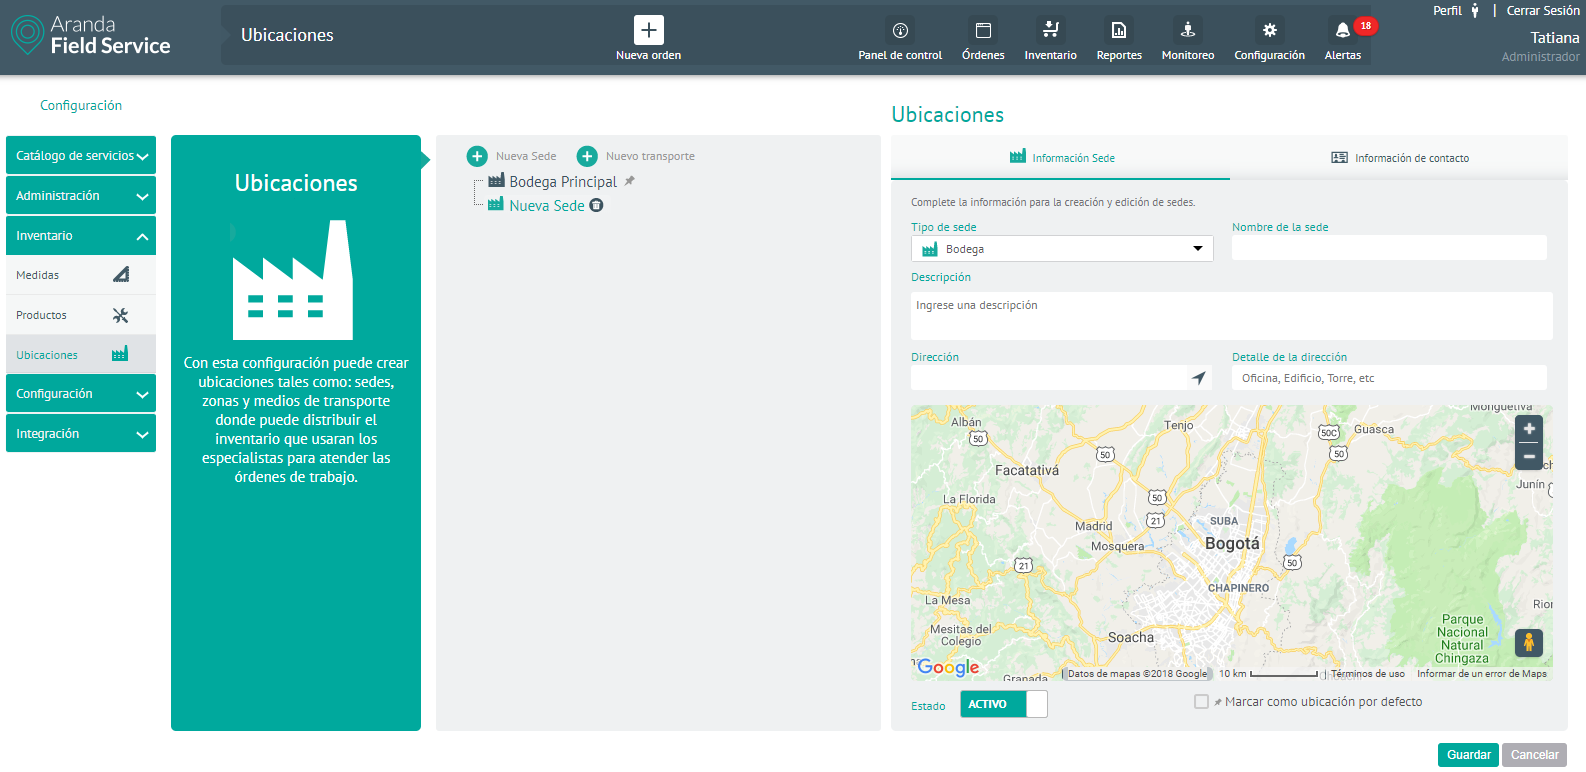 Aranda
Field Service
Ubicaciones
Nueva orden
Panel de control
Órdenes
Inventario
Reportes
Monitoreo
Configuración
Alertas
18
Perfil
|
Cerrar Sesión
Tatiana
Administrador
Configuración
Catálogo de servicios
Administración
Inventario
Medidas
Productos
Ubicaciones
Configuración
Integración
Ubicaciones
Con esta configuración puede crear
ubicaciones tales como: sedes,
zonas y medios de transporte
donde puede distribuir el
inventario que usaran los
especialistas para atender las
órdenes de trabajo.
Nueva Sede
Nuevo transporte
Bodega Principal
Nueva Sede
Ubicaciones
Información Sede
Información de contacto
Complete la información para la creación y edición de sedes.
Tipo de sede
Nombre de la sede
Bodega
Descripción
Ingrese una descripción
Dirección
Detalle de la dirección
Oficina, Edificio, Torre, etc
Monguetiva
Albán
50
Tenjo
50C
Guasca
50
50
Facatativá
Junín
La Florida
50
21
SUBA
Madrid
Mosquera
Bogotá
50
21
CHAPINERO
La Mesa
Mesitas del
Colegio
Soacha
Parque
Nacional
Natural
Chingaza
Google
Granada
Datos de mapas ©2018 Google
10 km
Términos de uso
Informar de un error de Maps
Estado
ACTIVO
Marcar como ubicación por defecto
Guardar
Cancelar